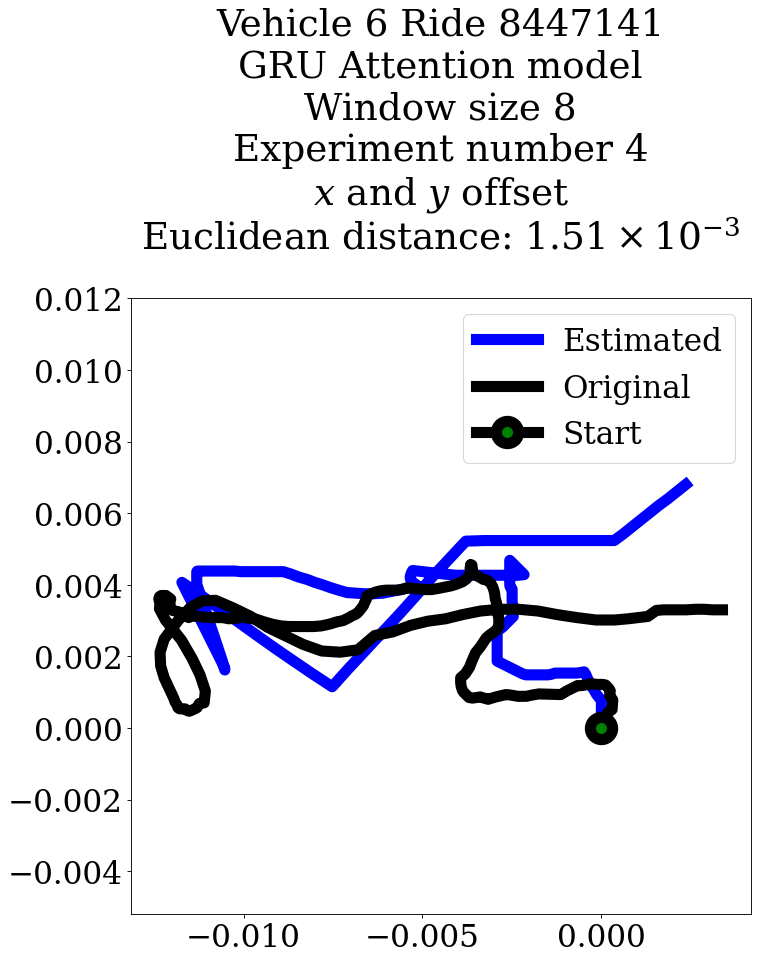 Vehicle 6 Ride 8447141
GRU Attention model
Window size 8
Experiment number 4
x and y offset
Euclidean distance: 1.51 × 10⁻³
0.012
0.010
0.008
0.006
0.004
0.002
0.000
−0.002
−0.004
Estimated
Original
Start
−0.010 −0.005 0.000